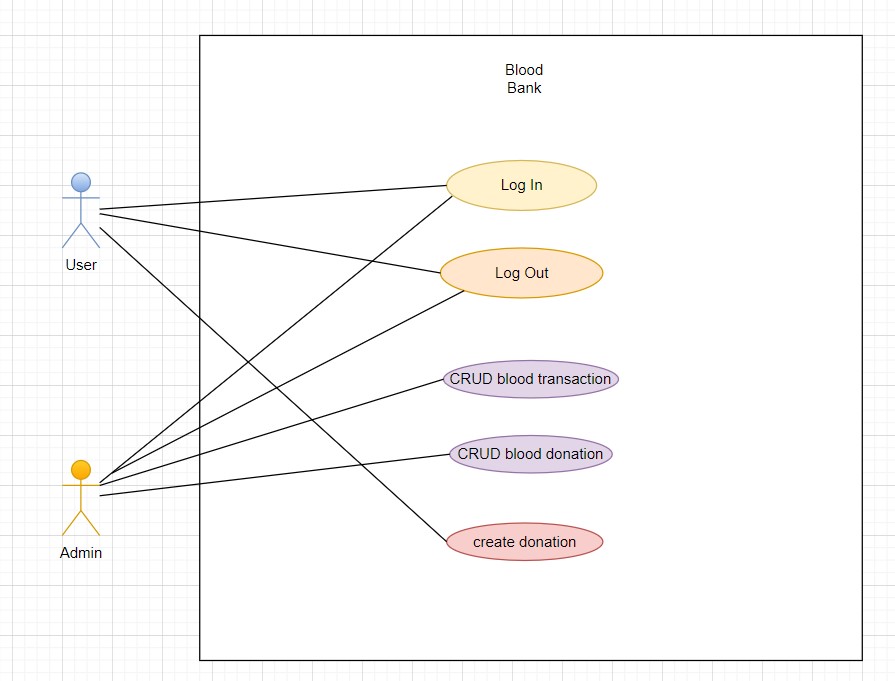 Blood
Bank
Log In
User
Log Out
CRUD blood transaction
CRUD blood donation
create donation
Admin